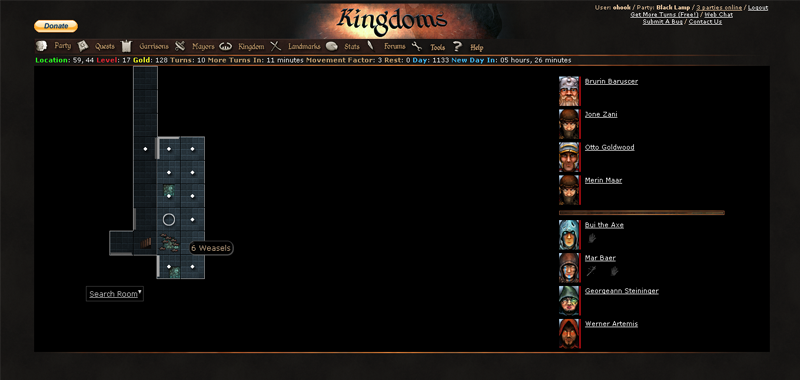 Kingdoms
Donate
User: ohook / Party: Black Lamp / 3 parties online / Logout
Get More Turns (Free!) / Web Chat
Submit A Bug / Contact Us
Party Quests Garrisons Mayors Kingdom Landmarks Stats Forums Tools Help
Location: 59, 44 Level: 17 Gold: 128 Turns: 10 More Turns In: 11 minutes Movement Factor: 3 Rest: 0 Day: 1133 New Day In: 05 hours, 26 minutes
Brurin Baruscer
Jone Zani
Otto Goldwood
Merin Maar
Bui the Axe
6 Weasels
Mar Baer
Search Room
Georgeann Steininger
Werner Artemis